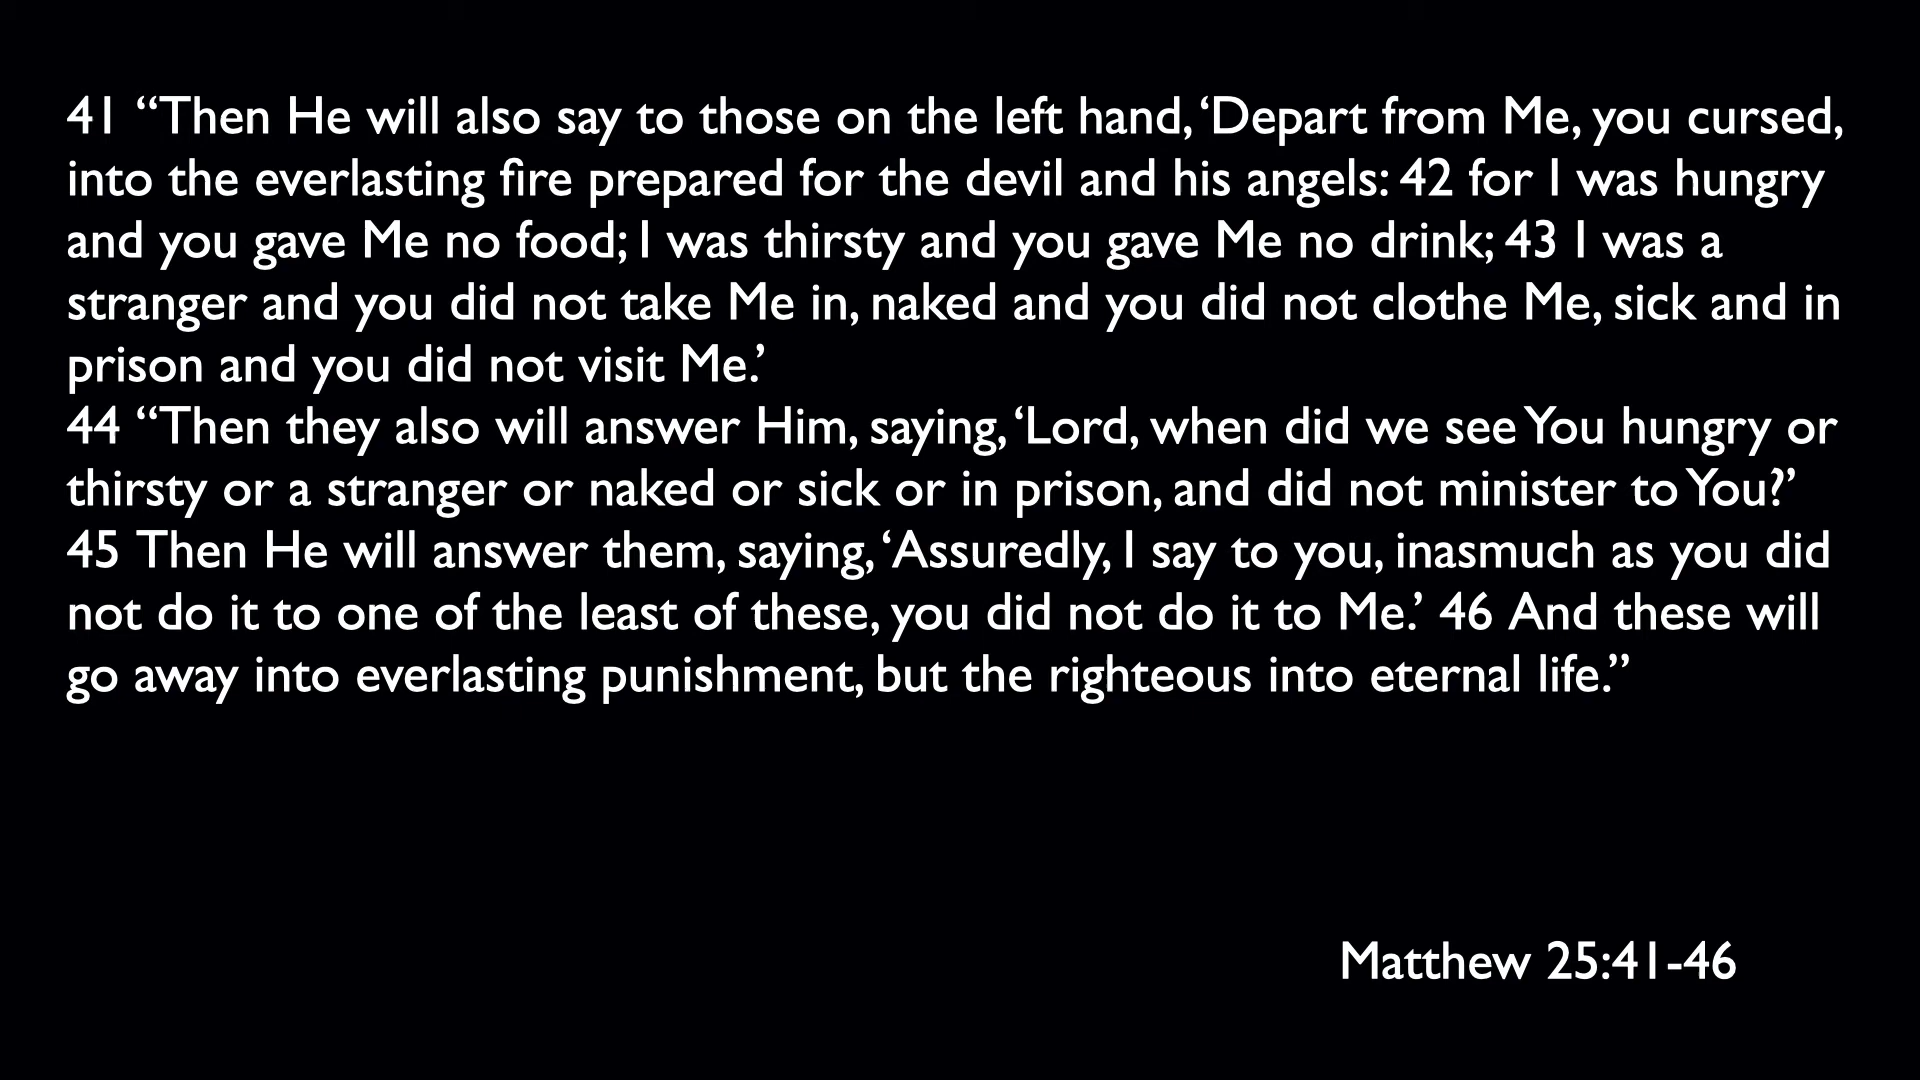 41 “Then He will also say to those on the left hand, ‘Depart from Me, you cursed,
into the everlasting fire prepared for the devil and his angels: 42 for I was hungry
and you gave Me no food; I was thirsty and you gave Me no drink; 43 I was a
stranger and you did not take Me in, naked and you did not clothe Me, sick and in
prison and you did not visit Me.’
44 “Then they also will answer Him, saying, ‘Lord, when did we see You hungry or
thirsty or a stranger or naked or sick or in prison, and did not minister to You?’
45 Then He will answer them, saying, ‘Assuredly, I say to you, inasmuch as you did
not do it to one of the least of these, you did not do it to Me.’ 46 And these will
go away into everlasting punishment, but the righteous into eternal life.”
Matthew 25:41-46